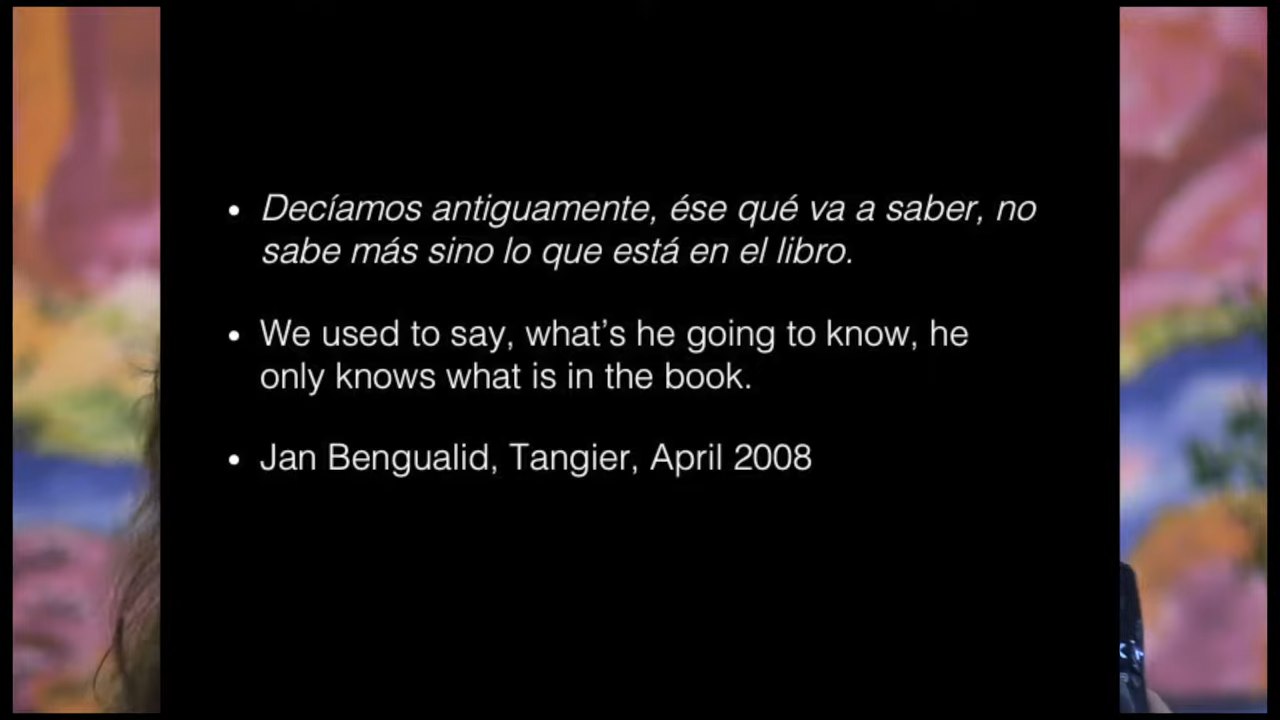 • Decíamos antiguamente, ése qué va a saber, no
sabe más sino lo que está en el libro.
• We used to say, what’s he going to know, he
only knows what is in the book.
• Jan Bengualid, Tangier, April 2008